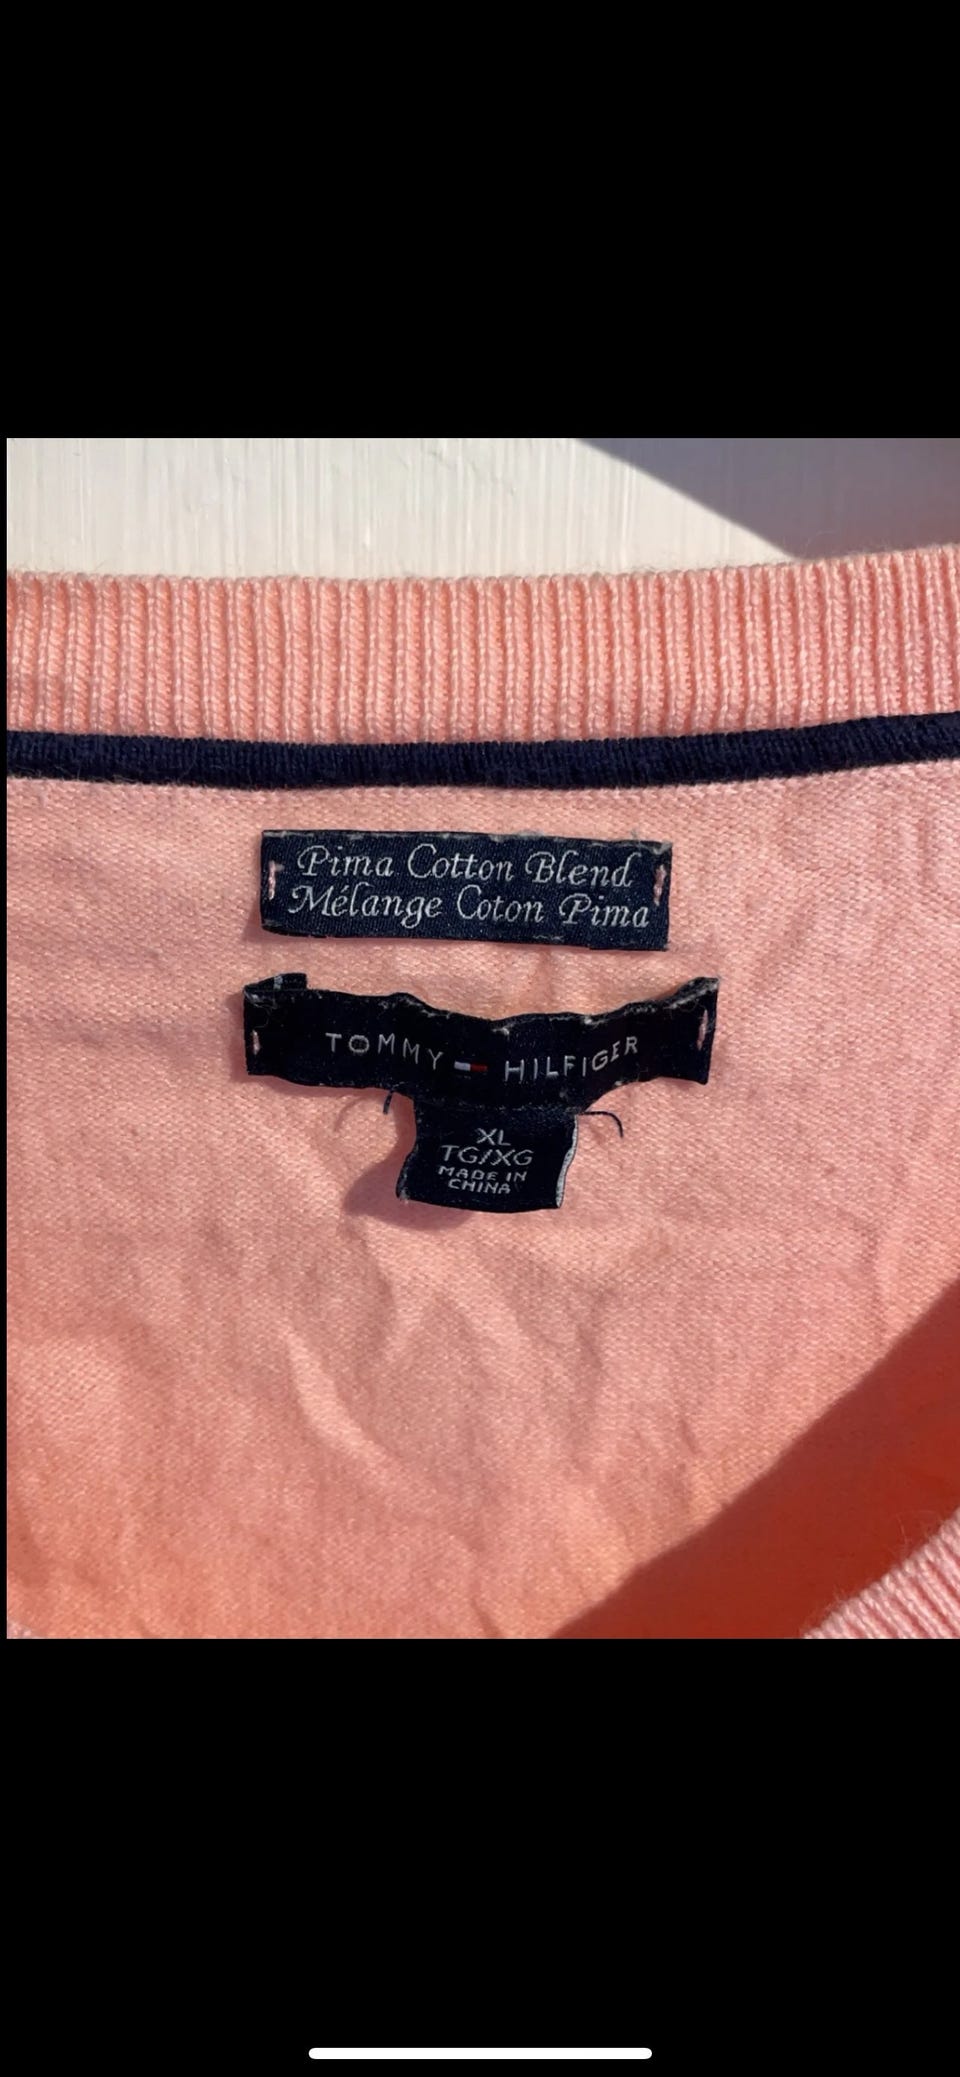 Pima Cotton Blend
Mélange Coton Pima
TOMMY HILFIGER
XL
TG/XG
MADE IN
CHINA